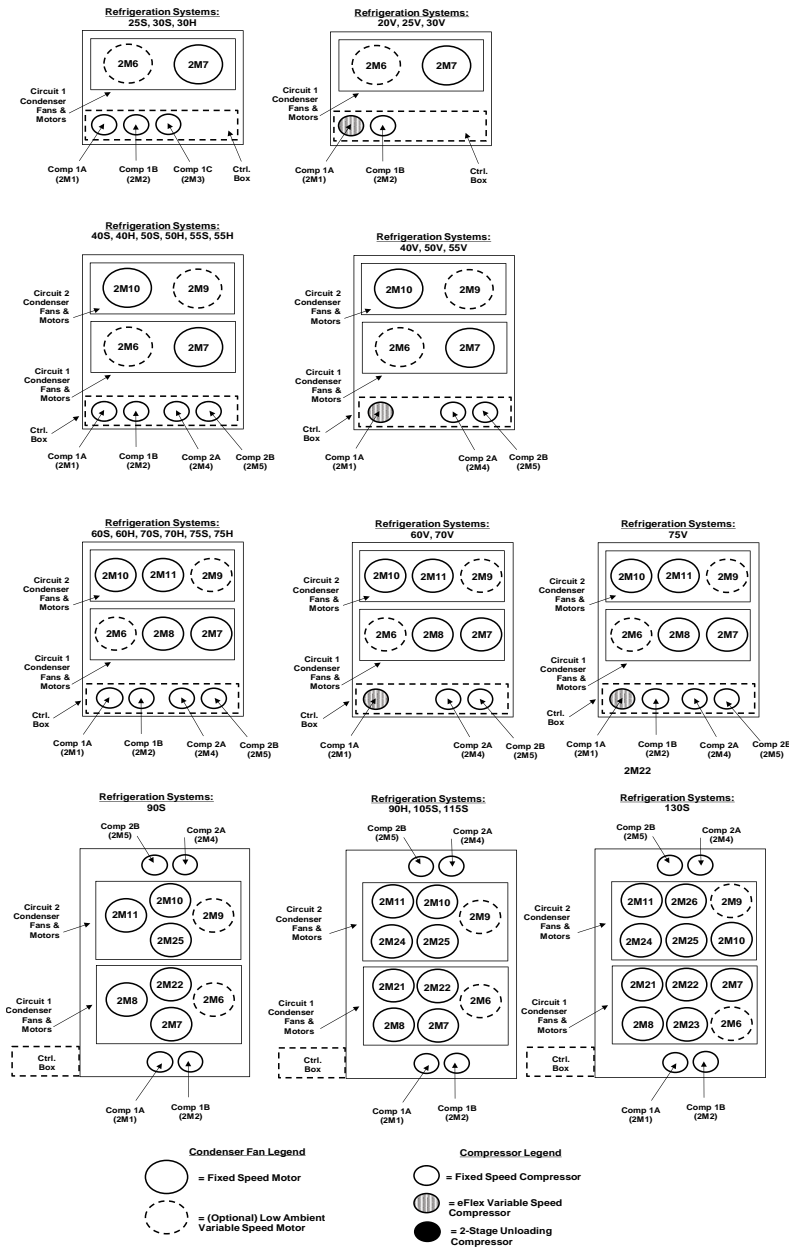 Refrigeration Systems:
25S, 30S, 30H
2M6
2M7
Circuit 1
Condenser
Fans &
Motors
Comp 1A
(2M1)
Comp 1B
(2M2)
Comp 1C
(2M3)
Ctrl.
Box
Refrigeration Systems:
20V, 25V, 30V
2M6
2M7
Circuit 1
Condenser
Fans &
Motors
Comp 1A
(2M1)
Comp 1B
(2M2)
Ctrl.
Box
Refrigeration Systems:
40S, 40H, 50S, 50H, 55S, 55H
2M10
2M9
Circuit 2
Condenser
Fans &
Motors
2M6
2M7
Circuit 1
Condenser
Fans &
Motors
Ctrl.
Box
Comp 1A
(2M1)
Comp 1B
(2M2)
Comp 2A
(2M4)
Comp 2B
(2M5)
Refrigeration Systems:
40V, 50V, 55V
2M10
2M9
Circuit 2
Condenser
Fans &
Motors
2M6
2M7
Circuit 1
Condenser
Fans &
Motors
Ctrl.
Box
Comp 1A
(2M1)
Comp 2A
(2M4)
Comp 2B
(2M5)
Refrigeration Systems:
60S, 60H, 70S, 70H, 75S, 75H
2M10
2M11
2M9
Circuit 2
Condenser
Fans &
Motors
2M6
2M8
2M7
Circuit 1
Condenser
Fans &
Motors
Ctrl.
Box
Comp 1A
(2M1)
Comp 1B
(2M2)
Comp 2A
(2M4)
Comp 2B
(2M5)
Refrigeration Systems:
60V, 70V
2M10
2M11
2M9
Circuit 2
Condenser
Fans &
Motors
2M6
2M8
2M7
Circuit 1
Condenser
Fans &
Motors
Ctrl.
Box
Comp 1A
(2M1)
Comp 2A
(2M4)
Comp 2B
(2M5)
Refrigeration Systems:
75V
2M10
2M11
2M9
Circuit 2
Condenser
Fans &
Motors
2M6
2M8
2M7
Circuit 1
Condenser
Fans &
Motors
Ctrl.
Box
Comp 1A
(2M1)
Comp 1B
(2M2)
Comp 2A
(2M4)
Comp 2B
(2M5)
2M22
Refrigeration Systems:
90S
Comp 2B
(2M5)
Comp 2A
(2M4)
2M10
2M11
2M9
2M25
Circuit 2
Condenser
Fans &
Motors
2M22
2M8
2M6
2M7
Circuit 1
Condenser
Fans &
Motors
Ctrl.
Box
Comp 1A
(2M1)
Comp 1B
(2M2)
Refrigeration Systems:
90H, 105S, 115S
Comp 2B
(2M5)
Comp 2A
(2M4)
2M11
2M10
2M9
2M24
2M25
Circuit 2
Condenser
Fans &
Motors
2M21
2M22
2M6
2M8
2M7
Circuit 1
Condenser
Fans &
Motors
Ctrl.
Box
Comp 1A
(2M1)
Comp 1B
(2M2)
Refrigeration Systems:
130S
Comp 2B
(2M5)
Comp 2A
(2M4)
2M11
2M26
2M9
2M24
2M25
2M10
Circuit 2
Condenser
Fans &
Motors
2M21
2M22
2M7
2M8
2M23
2M6
Circuit 1
Condenser
Fans &
Motors
Ctrl.
Box
Comp 1A
(2M1)
Comp 1B
(2M2)
Condenser Fan Legend
= Fixed Speed Motor
= (Optional) Low Ambient
Variable Speed Motor
Compressor Legend
= Fixed Speed Compressor
= eFlex Variable Speed
Compressor
= 2-Stage Unloading
Compressor